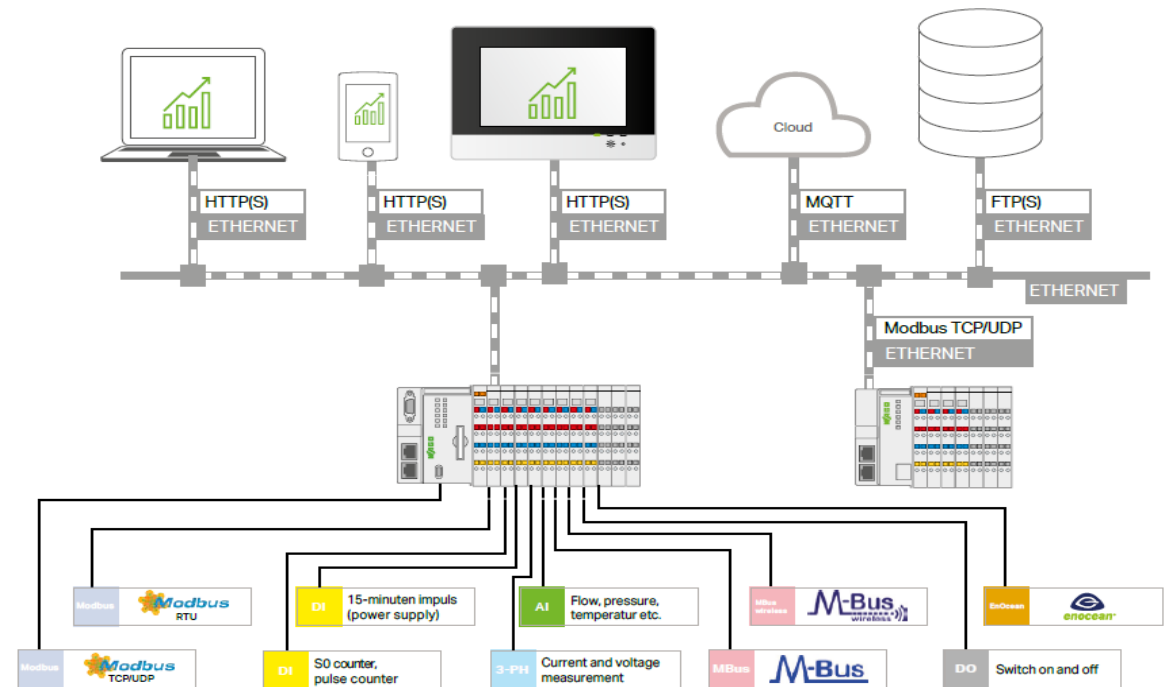 Cloud
HTTP(S)
ETHERNET
HTTP(S)
ETHERNET
HTTP(S)
ETHERNET
MQTT
ETHERNET
FTP(S)
ETHERNET
ETHERNET
Modbus TCP/UDP
ETHERNET
WAGO
WAGO
Modbus
Modbus
RTU
DI
15-minuten impuls
(power supply)
AI
Flow, pressure,
temperatur etc.
MBus
wireless
M-Bus
wireless
EnOcean
enocean®
Modbus
Modbus
TCP/UDP
DI
S0 counter,
pulse counter
3-PH
Current and voltage
measurement
MBus
M-Bus
DO
Switch on and off